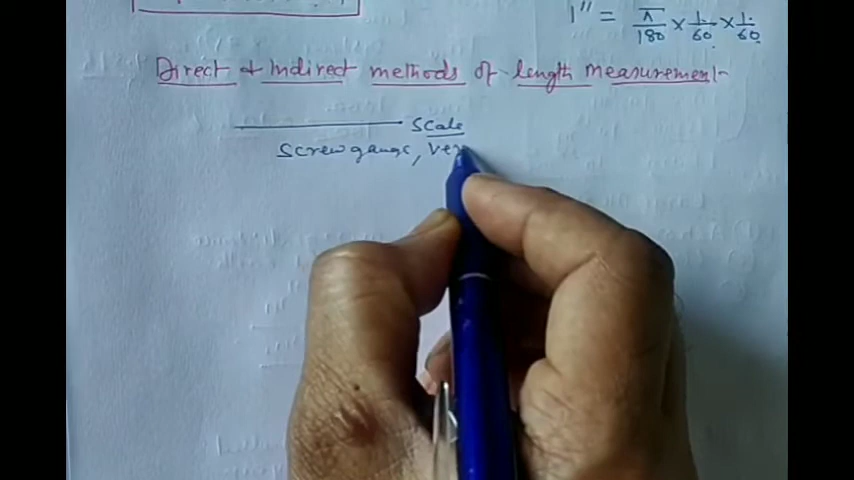 1" = π/180 × 1/60 × 1/60
Direct & Indirect methods of length measurement
Scale
Screw gauge, Ver